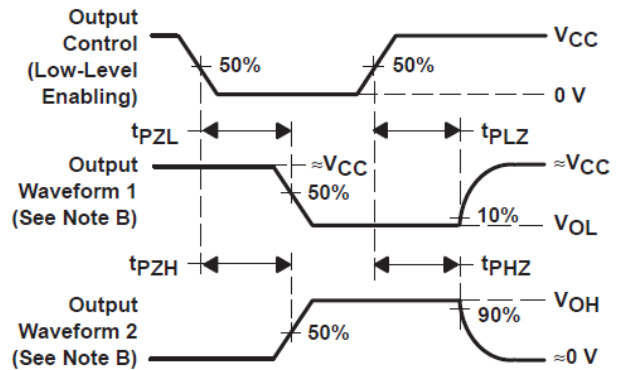 Output
Control
(Low-Level
Enabling)
50%
50%
VCC
0 V
tPZL
tPLZ
Output
Waveform 1
(See Note B)
≈VCC
50%
≈VCC
10%
VOL
tPZH
tPHZ
Output
Waveform 2
(See Note B)
50%
VOH
90%
≈0 V